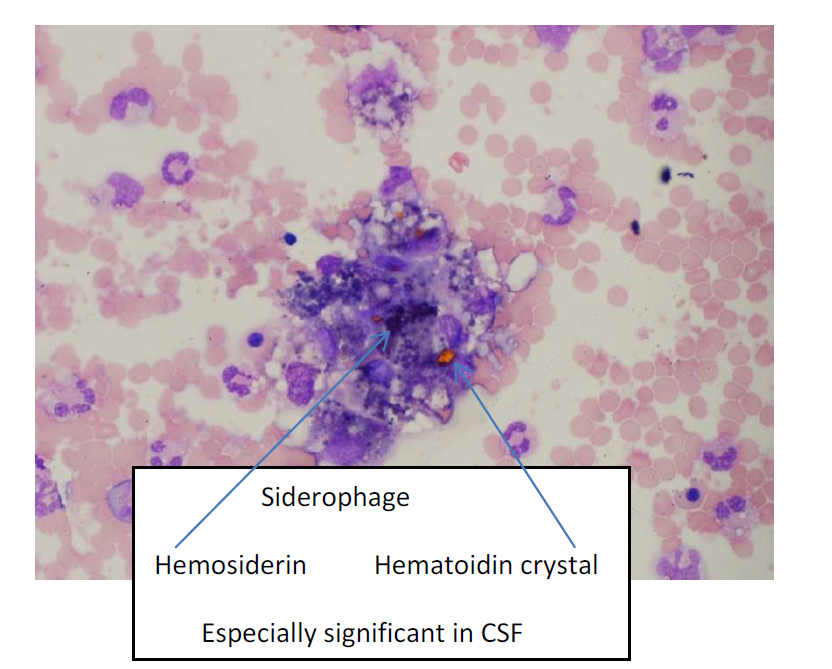 Siderophage
Hemosiderin Hematoidin crystal
Especially significant in CSF